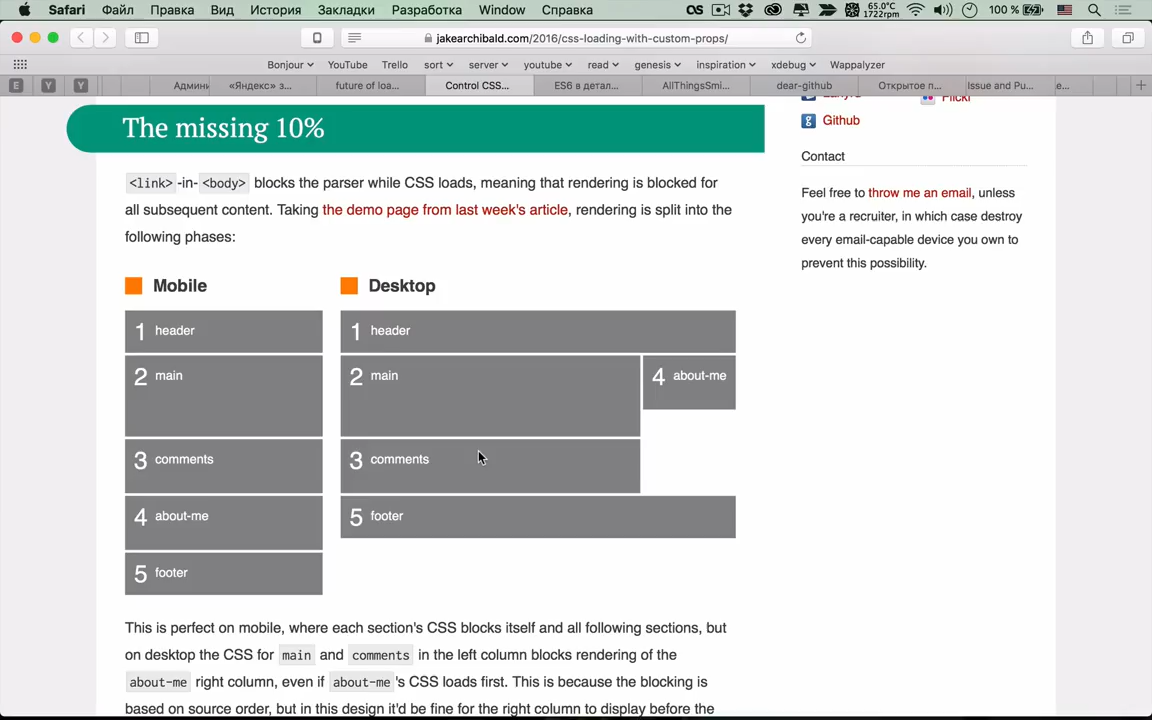 Safari Файл Правка Вид История Закладки Разработка Window Справка
65.0°C
1722rpm
100 %
jakearchibald.com/2016/css-loading-with-custom-props/
Bonjour YouTube Trello sort server youtube read genesis inspiration xdebug Wappalyzer
E Y Y Админи «Яндекс» з... future of loa... Control CSS... ES6 в детал... AllThingsSmi... dear-github Открытое п... Issue and Pu... е...
The missing 10%
<link>-in-<body> blocks the parser while CSS loads, meaning that rendering is blocked for
all subsequent content. Taking the demo page from last week's article, rendering is split into the
following phases:
Mobile
1 header
2 main
3 comments
4 about-me
5 footer
Desktop
1 header
2 main
4 about-me
3 comments
5 footer
This is perfect on mobile, where each section's CSS blocks itself and all following sections, but
on desktop the CSS for main and comments in the left column blocks rendering of the
about-me right column, even if about-me's CSS loads first. This is because the blocking is
based on source order, but in this design it'd be fine for the right column to display before the
Flickr
Github
Contact
Feel free to throw me an email, unless
you're a recruiter, in which case destroy
every email-capable device you own to
prevent this possibility.